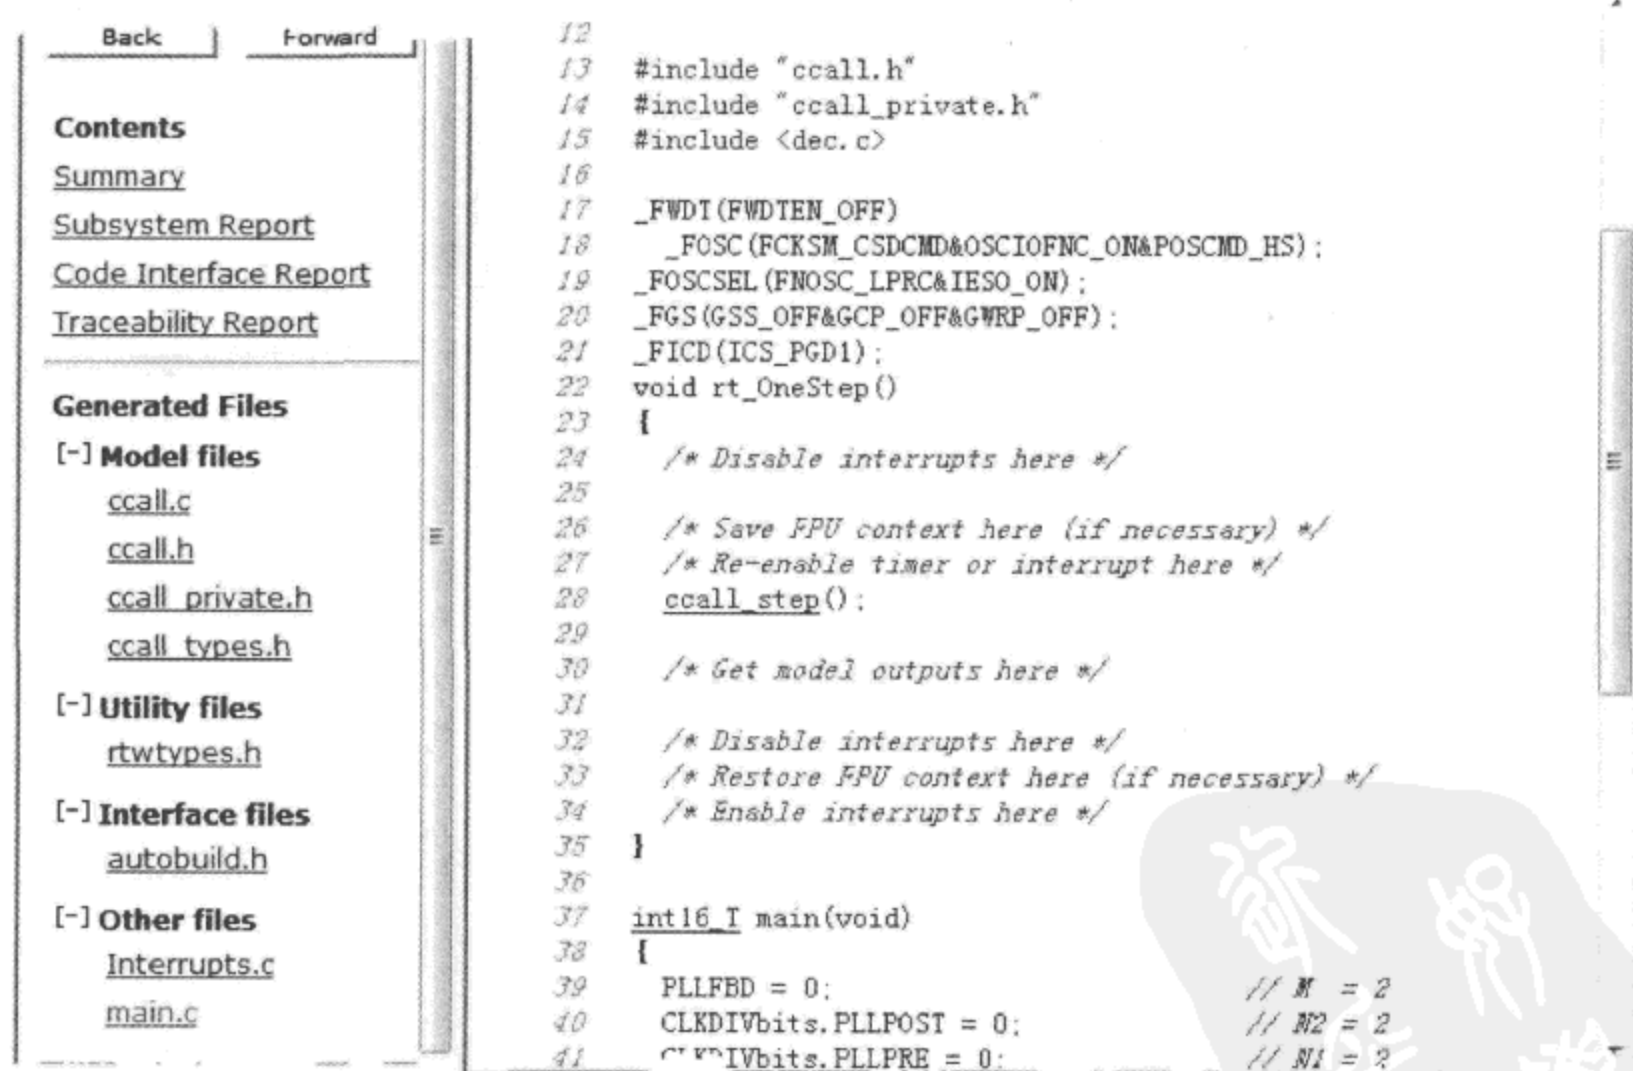 Back Forward
Contents
Summary
Subsystem Report
Code Interface Report
Traceability Report
Generated Files
[-] Model files
ccall.c
ccall.h
ccall_private.h
ccall_types.h
[-] Utility files
rtwtypes.h
[-] Interface files
autobuild.h
[-] Other files
Interrupts.c
main.c
12
13 #include "ccall.h"
14 #include "ccall_private.h"
15 #include <dec.c>
16
17 _FWDT(FWDTEN_OFF)
18 _FOSC(FCKSM_CSDCMD&OSCIOFNC_ON&POSCMD_HS);
19 _FOSCSEL(FNOSC_LPRC&IESO_ON);
20 _FGS(GSS_OFF&GCP_OFF&GWRP_OFF);
21 _FICD(ICS_PGD1);
22 void rt_OneStep()
23 {
24 /* Disable interrupts here */
25
26 /* Save FPU context here (if necessary) */
27 /* Re-enable timer or interrupt here */
28 ccall_step();
29
30 /* Get model outputs here */
31
32 /* Disable interrupts here */
33 /* Restore FPU context here (if necessary) */
34 /* Enable interrupts here */
35 }
36
37 int16_T main(void)
38 {
39 PLLFBD = 0; // M = 2
40 CLKDIVbits.PLLPOST = 0; // N2 = 2
41 CLKDIVbits.PLLPRE = 0; // N1 = 2